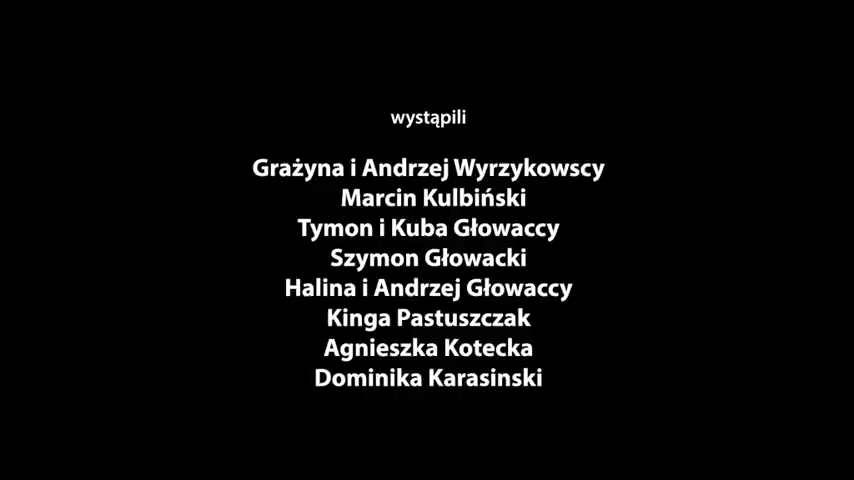 wystąpili
Grażyna i Andrzej Wyrzykowscy
Marcin Kulbiński
Tymon i Kuba Głowaccy
Szymon Głowacki
Halina i Andrzej Głowaccy
Kinga Pastuszczak
Agnieszka Kotecka
Dominika Karasinski